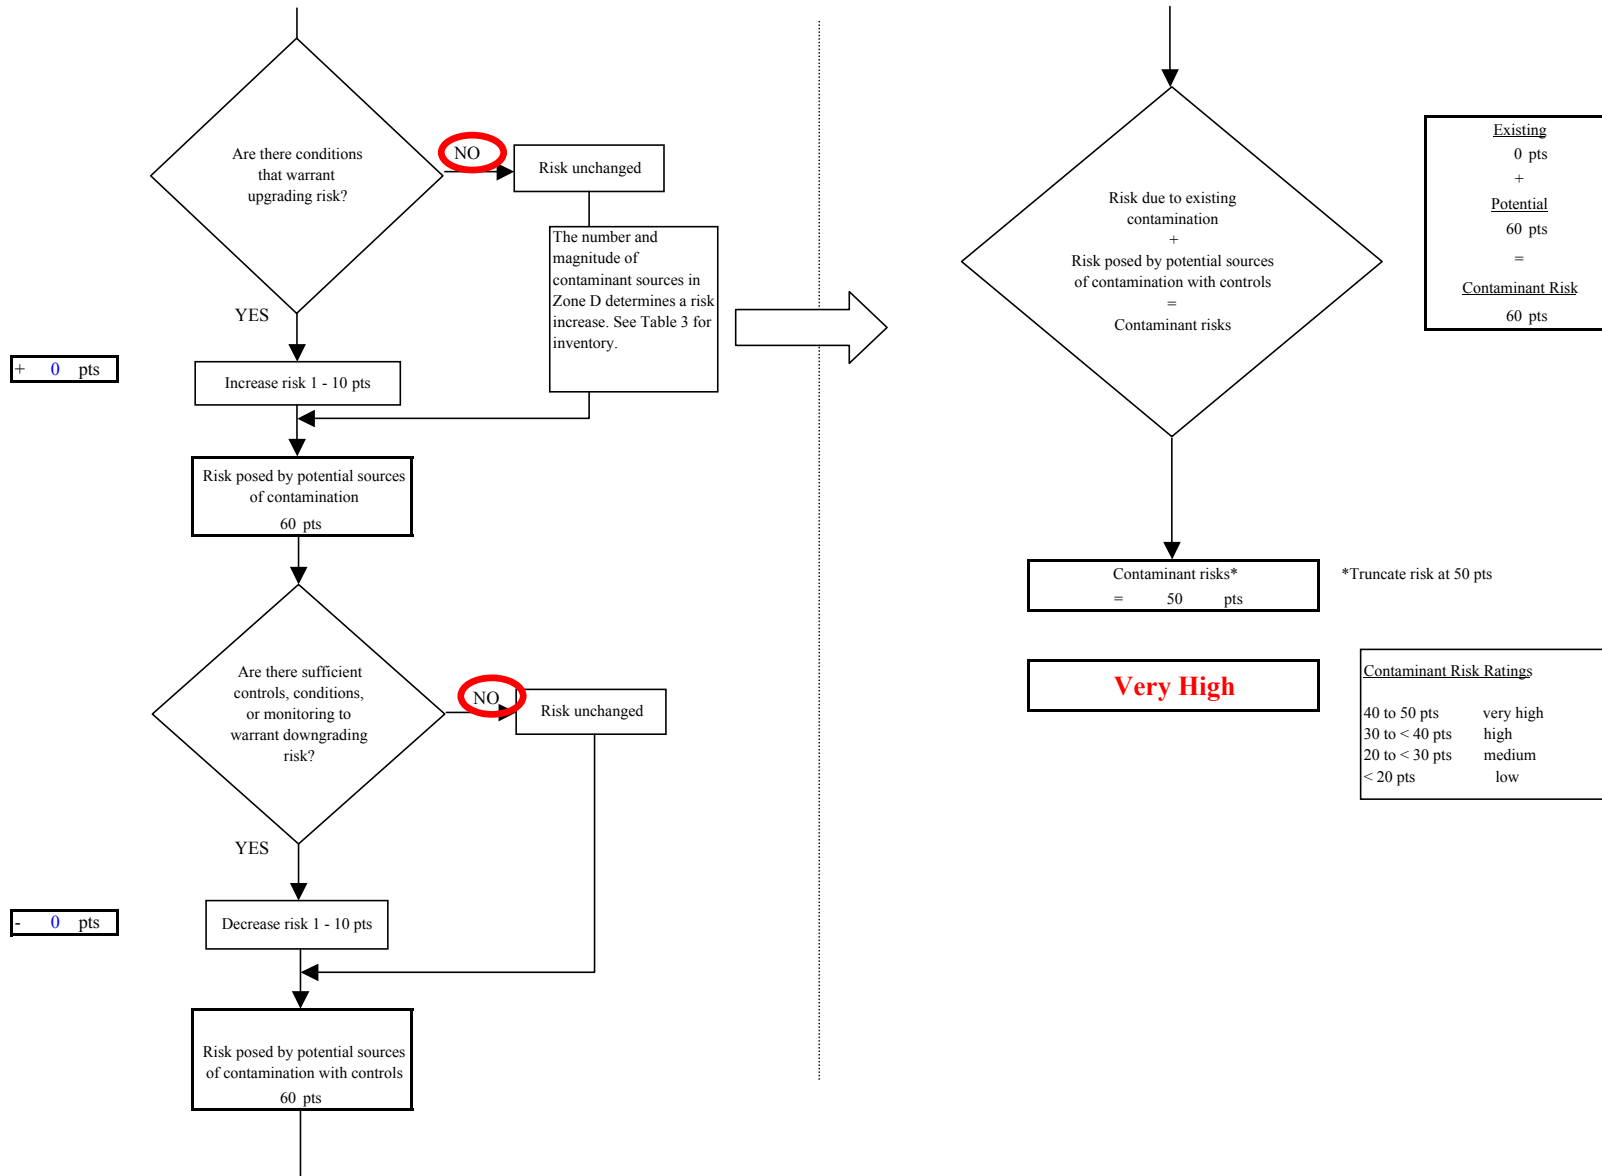 Are there conditions
that warrant
upgrading risk?
NO
Risk unchanged
The number and
magnitude of
contaminant sources in
Zone D determines a risk
increase. See Table 3 for
inventory.
YES
+ 0 pts
Increase risk 1 - 10 pts
Risk posed by potential sources
of contamination
60 pts
Are there sufficient
controls, conditions,
or monitoring to
warrant downgrading
risk?
NO
Risk unchanged
YES
- 0 pts
Decrease risk 1 - 10 pts
Risk posed by potential sources
of contamination with controls
60 pts
Risk due to existing
contamination
+
Risk posed by potential sources
of contamination with controls
=
Contaminant risks
Existing
0 pts
+
Potential
60 pts
=
Contaminant Risk
60 pts
Contaminant risks*
= 50 pts
*Truncate risk at 50 pts
Very High
Contaminant Risk Ratings
40 to 50 pts very high
30 to < 40 pts high
20 to < 30 pts medium
< 20 pts low